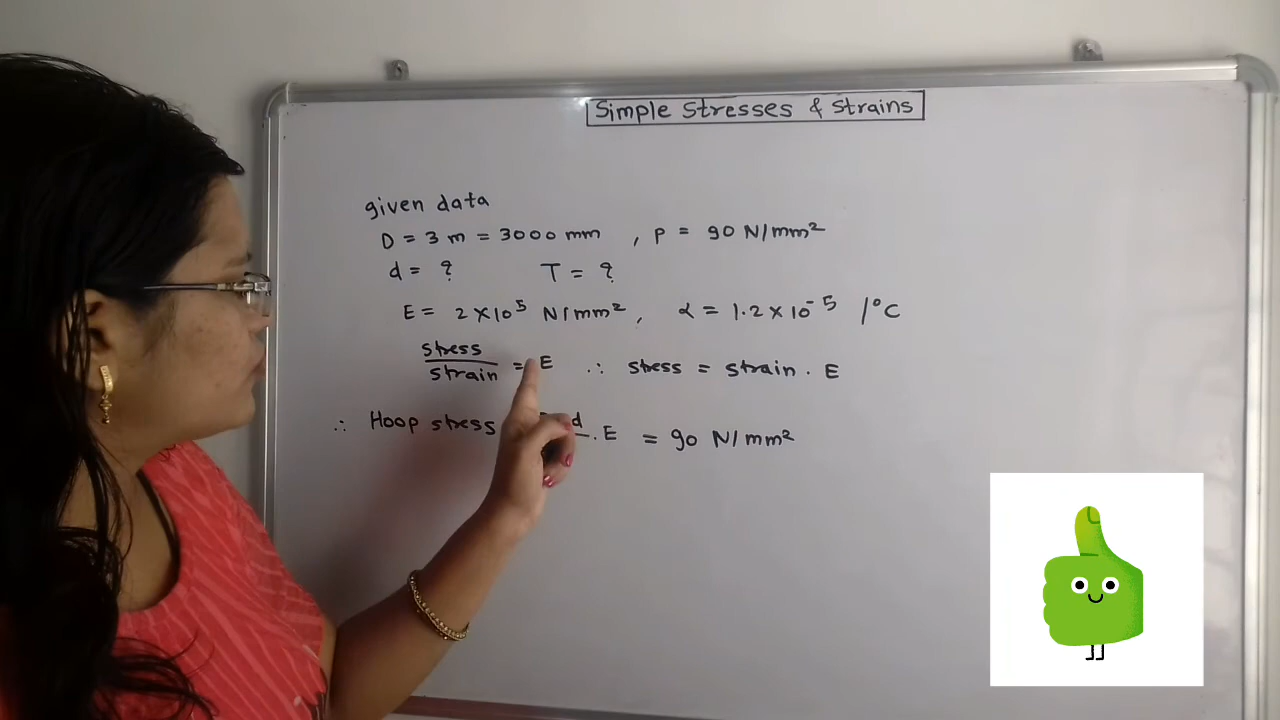 Simple Stresses & Strains
given data
D = 3 m = 3000 mm , P = 90 N/mm²
d = ? T = ?
E = 2×10⁵ N/mm², α = 1.2×10⁻⁵ /°C
stress/strain = E ∴ stress = strain . E
∴ Hoop stress d .E = 90 N/mm²